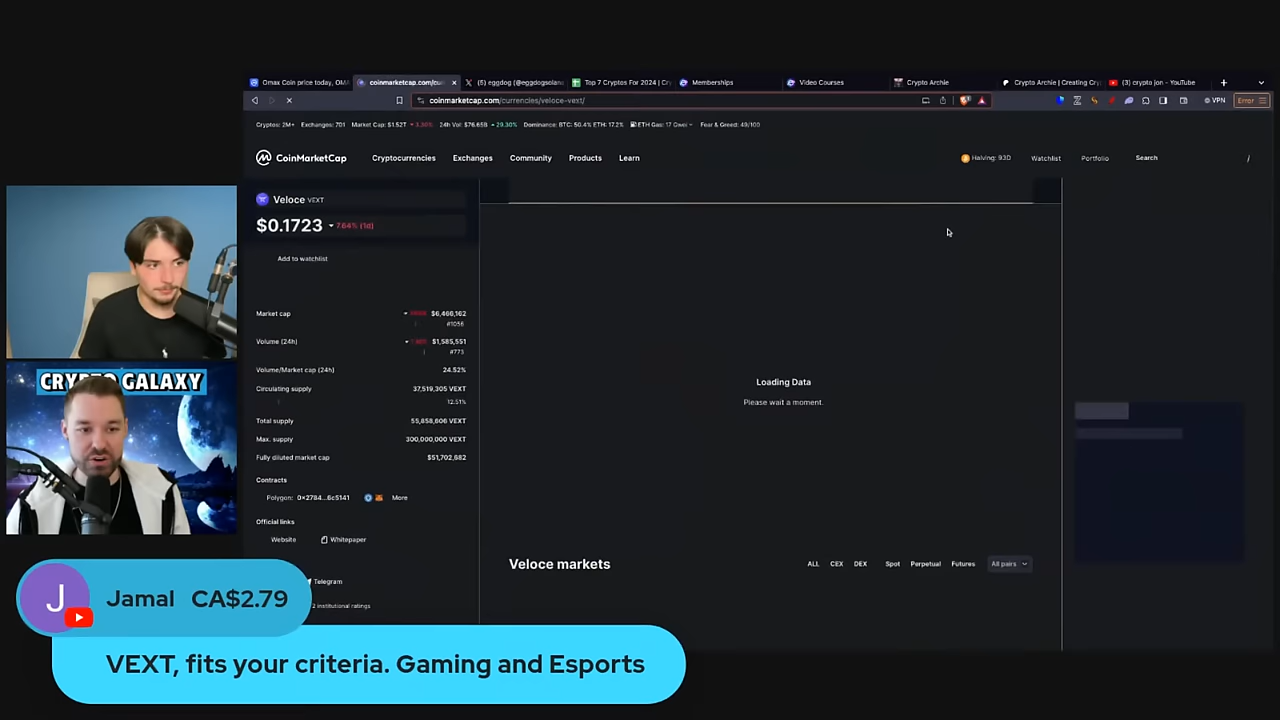 Omax Coin price today, OMA
coinmarketcap.com/cur
(5) eggdog (@eggdogsolan
Top 7 Cryptos For 2024 | Cr
Memberships
Video Courses
Crypto Archie
Crypto Archie | Creating Cry
(3) crypto jon - YouTube
coinmarketcap.com/currencies/veloce-vext/
VPN
Error
Cryptos: 2M+ Exchanges: 701 Market Cap: $1.52T 3.36% 24h Vol: $76.65B 29.30% Dominance: BTC: 50.4% ETH: 17.2% ETH Gas: 17 Gwei Fear & Greed: 49/100
CoinMarketCap
Cryptocurrencies Exchanges Community Products Learn
Halving: 93D Watchlist Portfolio Search /
Veloce VEXT
$0.1723 7.64% (1d)
Add to watchlist
Market cap $6,466,162
#1056
Volume (24h) $1,585,551
#773
Volume/Market cap (24h) 24.52%
Circulating supply 37,519,305 VEXT
12.51%
Total supply 55,858,606 VEXT
Max. supply 300,000,000 VEXT
Fully diluted market cap $51,702,682
Contracts
Polygon: 0x2784...6c5141 More
Official links
Website Whitepaper
Telegram
2 institutional ratings
Loading Data
Please wait a moment.
Veloce markets
ALL CEX DEX Spot Perpetual Futures All pairs
CRYPTO GALAXY
J Jamal CA$2.79
VEXT, fits your criteria. Gaming and Esports